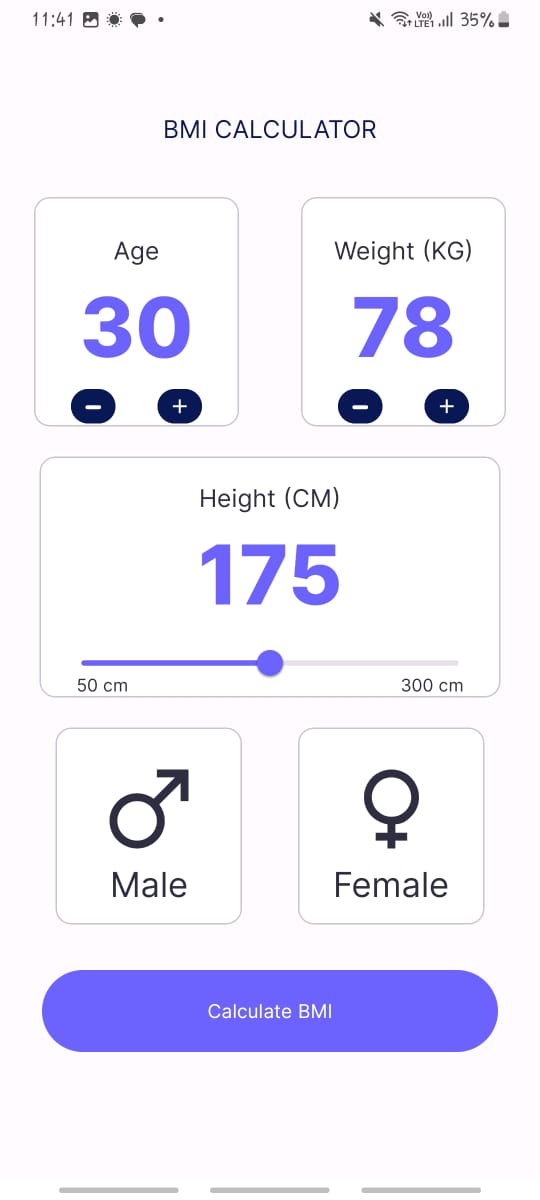 11:41 Vo)) LTE1 35%
BMI CALCULATOR
Age Weight (KG)
30 78
Height (CM)
175
50 cm 300 cm
Male Female
Calculate BMI